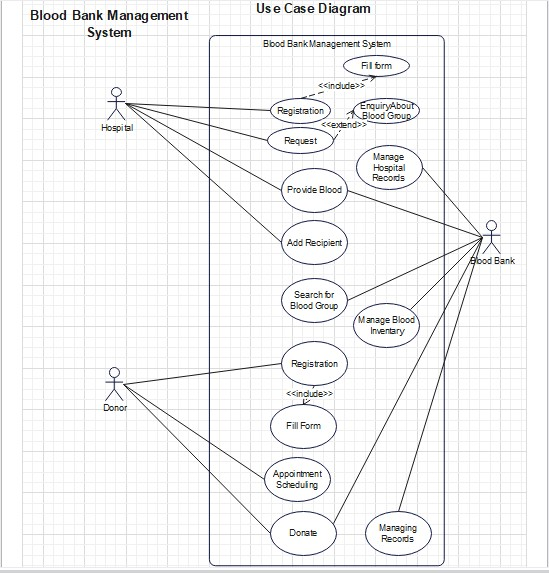 Use Case Diagram
Blood Bank Management
System
Blood Bank Management System
Fill form
<<include>>
Registration
EnquiryAbout
Blood Group
<<extend>>
Request
Hospital
Manage
Hospital
Records
Provide Blood
Add Recipient
Blood Bank
Search for
Blood Group
Manage Blood
Inventory
Registration
<<include>>
Donor
Fill Form
Appointment
Scheduling
Donate
Managing
Records